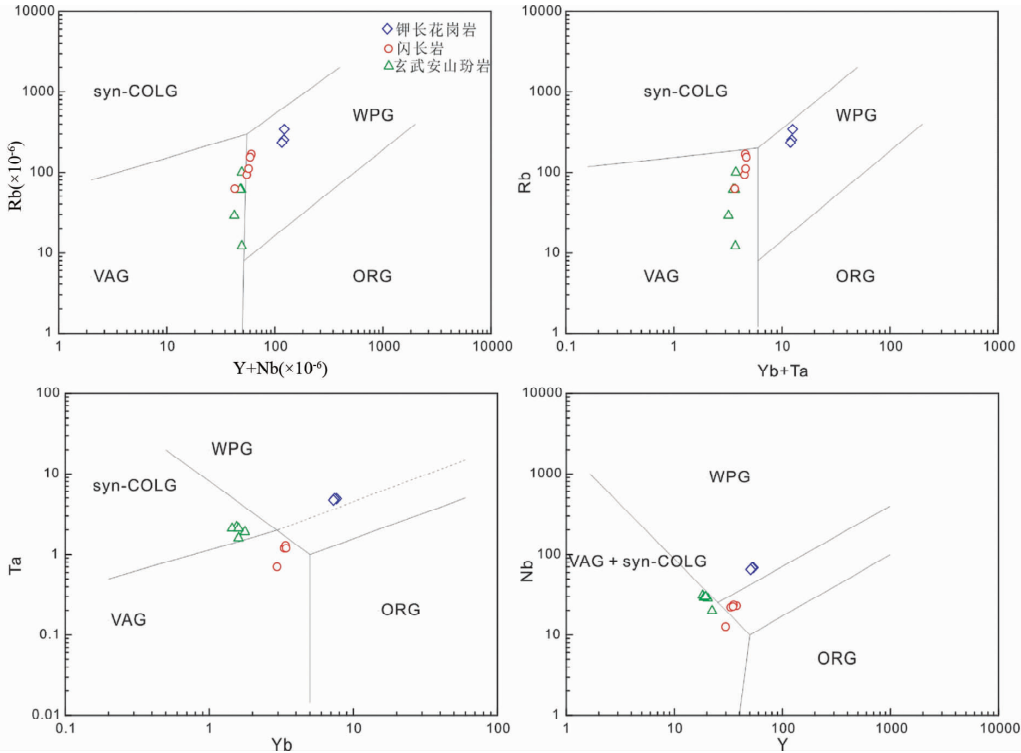 10000
1000
100
10
1
syn-COLG
WPG
VAG
ORG
钾长花岗岩
闪长岩
玄武安山玢岩
Rb(×10⁻⁶)
1
10
100
1000
10000
Y+Nb(×10⁻⁶)
10000
1000
100
10
1
syn-COLG
WPG
VAG
ORG
Rb
0.1
1
10
100
1000
Yb+Ta
100
10
1
0.1
0.01
WPG
syn-COLG
VAG
ORG
Ta
0.1
1
10
100
Yb
10000
1000
100
10
1
WPG
VAG + syn-COLG
ORG
Nb
1
10
100
1000
10000
Y